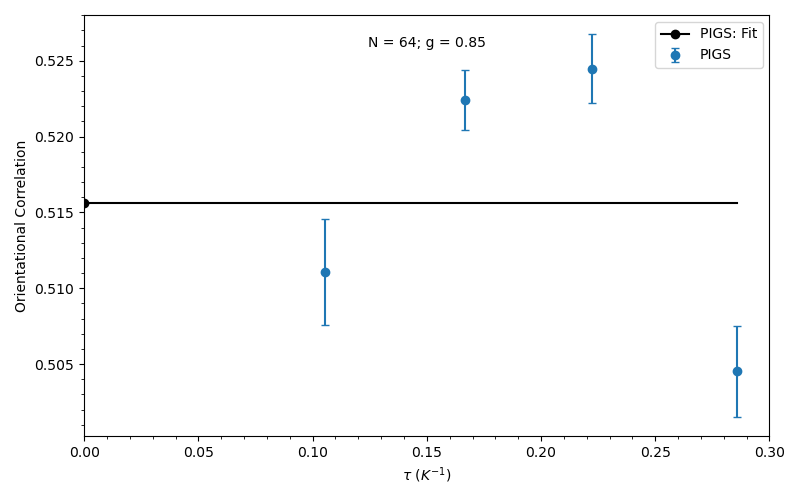 N = 64; g = 0.85
PIGS: Fit
PIGS
Orientational Correlation
0.525
0.520
0.515
0.510
0.505
0.00 0.05 0.10 0.15 0.20 0.25 0.30
τ (K⁻¹)